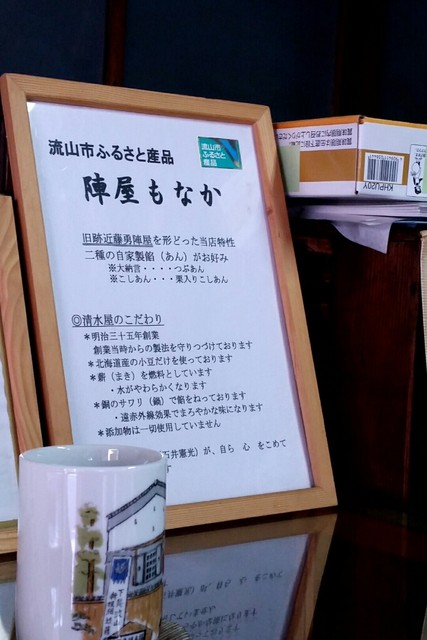 流山市ふるさと産品
流山市
ふるさと
産品
陣屋もなか
旧跡近藤勇陣屋を形どった当店特性
二種の自家製餡（あん）がお好み
※大納言・・・・つぶあん
※こしあん・・・栗入りこしあん
◎清水屋のこだわり
＊明治三十五年創業
創業当時からの製法を守りつづけております
＊北海道産の小豆だけを使っております
＊薪（まき）を燃料としています
・水がやわらかくなります
＊銅のサワリ（鍋）で餡をねっております
・遠赤外線効果でまろやかな味になります
＊添加物は一切使用していません
石井憲光）が、自ら 心 をこめて
す
KHPU20Y